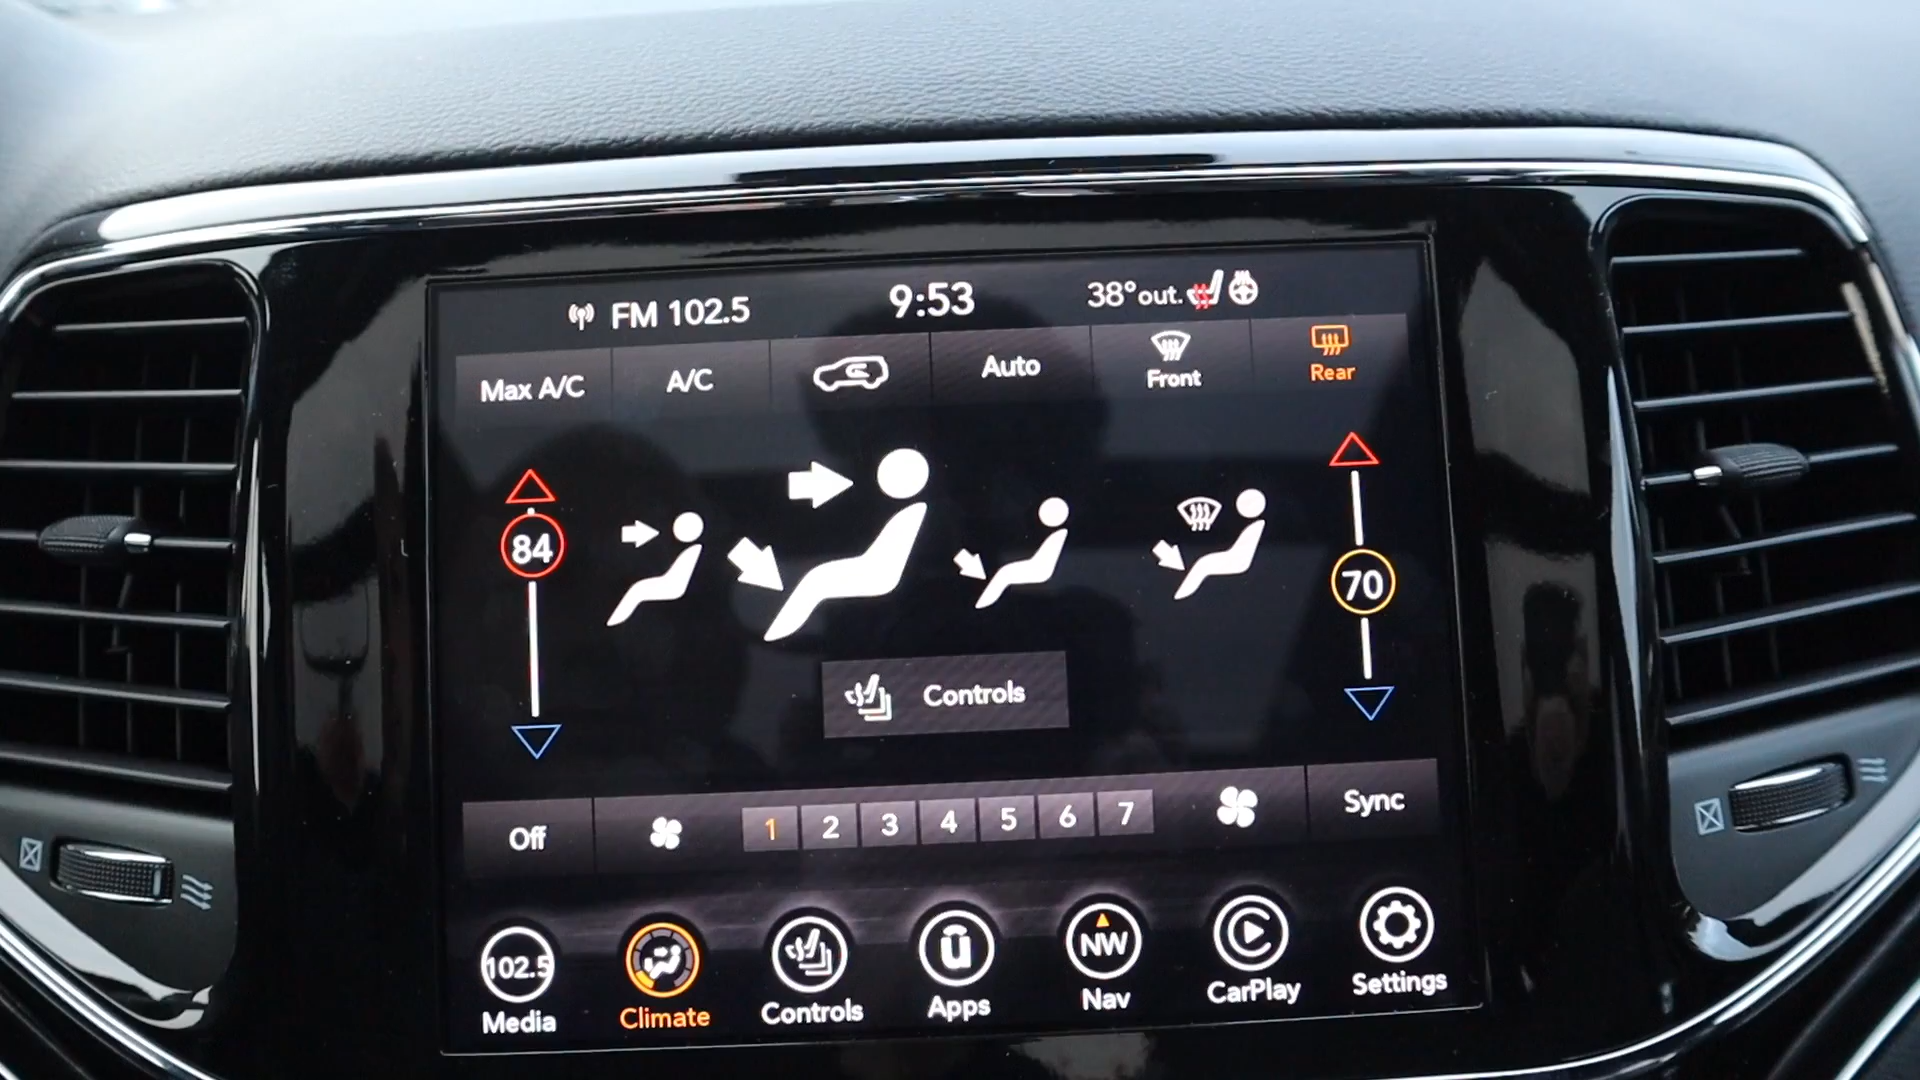 FM 102.5
9:53
38° out.
Max A/C
A/C
Auto
Front
Rear
84
70
Controls
Off
1 2 3 4 5 6 7
Sync
102.5
NW
Media
Climate
Controls
Apps
Nav
CarPlay
Settings